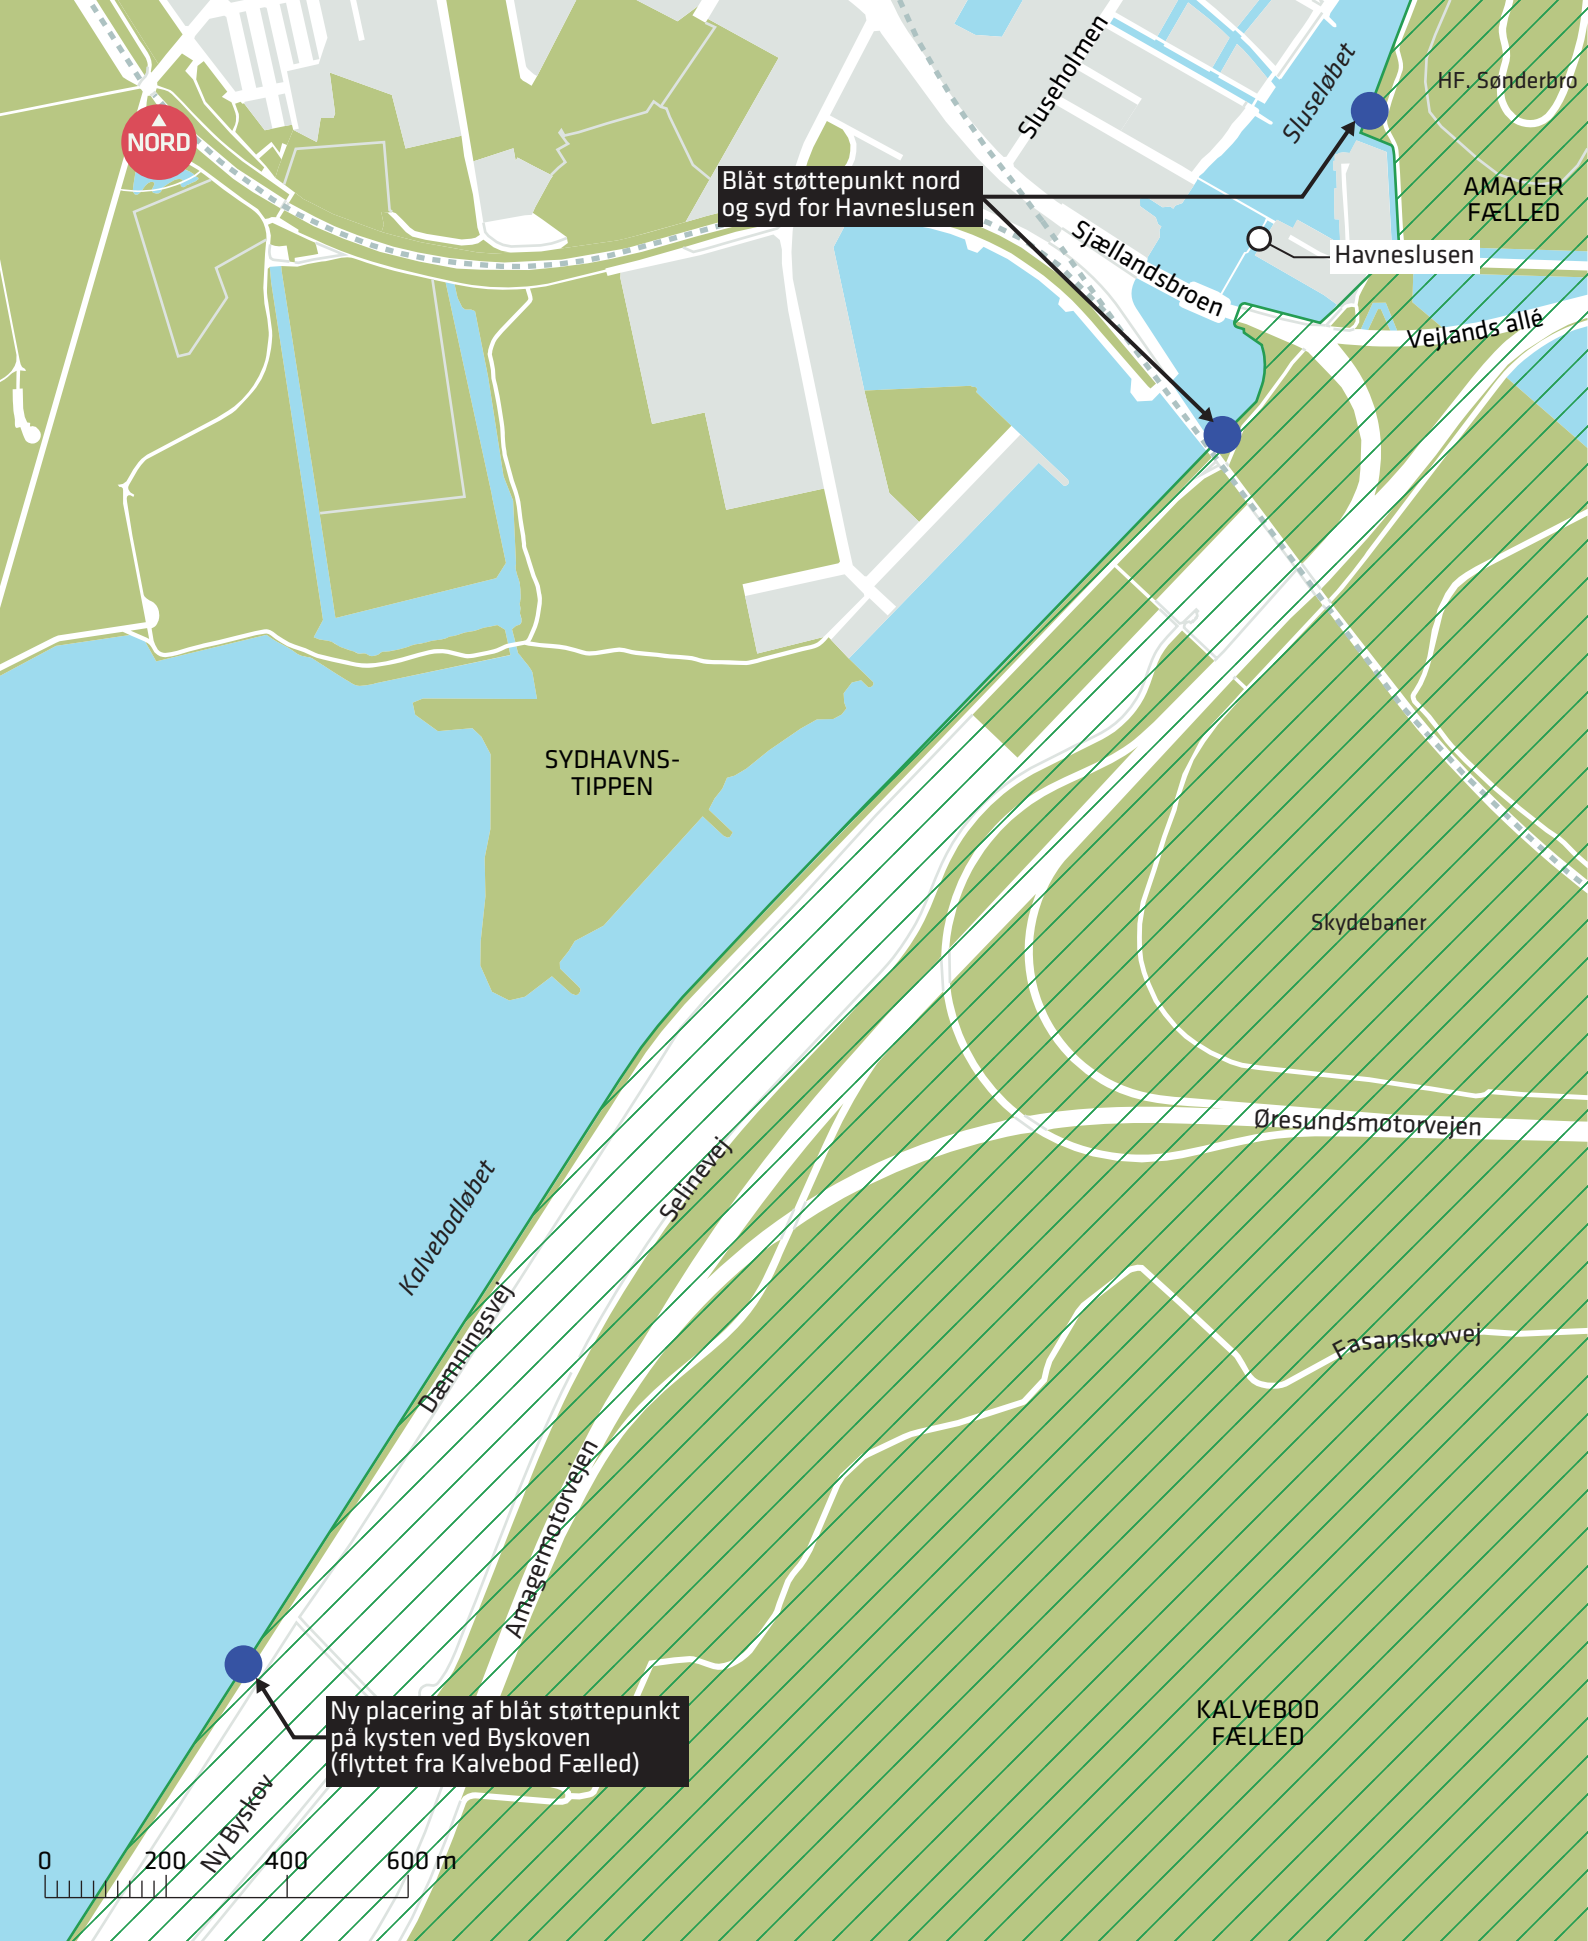 Sluseholmen
Sluseløbet
HF. Sønderbro
NORD
Blåt støttepunkt nord
og syd for Havneslusen
AMAGER
FÆLLED
Sjællandsbroen
Havneslusen
Vejlands allé
SYDHAVNS-
TIPPEN
Skydebaner
Øresundsmotorvejen
Selinevej
Kalvebodløbet
Dæmningsvej
Fasanskovvej
Amagermotorvejen
Ny placering af blåt støttepunkt
på kysten ved Byskoven
(flyttet fra Kalvebod Fælled)
KALVEBOD
FÆLLED
Ny Byskov
0 200 400 600 m